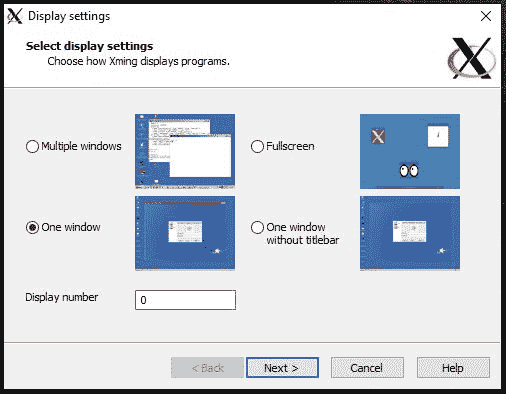 Display settings
Select display settings
Choose how Xming displays programs.
Multiple windows
Fullscreen
One window
One window
without titlebar
Display number
0
< Back
Next >
Cancel
Help